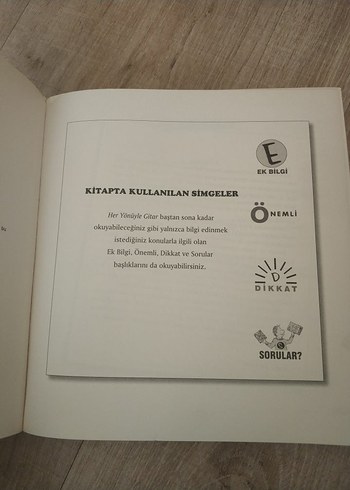 E
EK BİLGİ
KİTAPTA KULLANILAN SİMGELER
ÖNEMLİ
Her Yönüyle Gitar baştan sona kadar
okuyabileceğiniz gibi yalnızca bilgi edinmek
istediğiniz konularla ilgili olan
Ek Bilgi, Önemli, Dikkat ve Sorular
başlıklarını da okuyabilirsiniz.
D
DİKKAT
SORULAR?